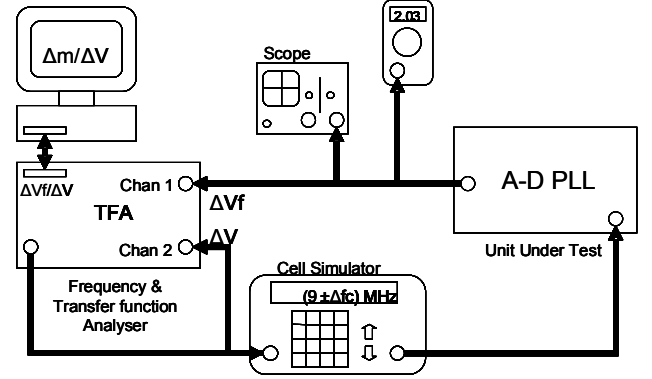 2.03
Δm/ΔV
Scope
ΔVf/ΔV
TFA
Chan 1
Chan 2
ΔVf
ΔV
A-D PLL
Unit Under Test
Frequency &
Transfer function
Analyser
Cell Simulator
(9 ±Δfc) MHz